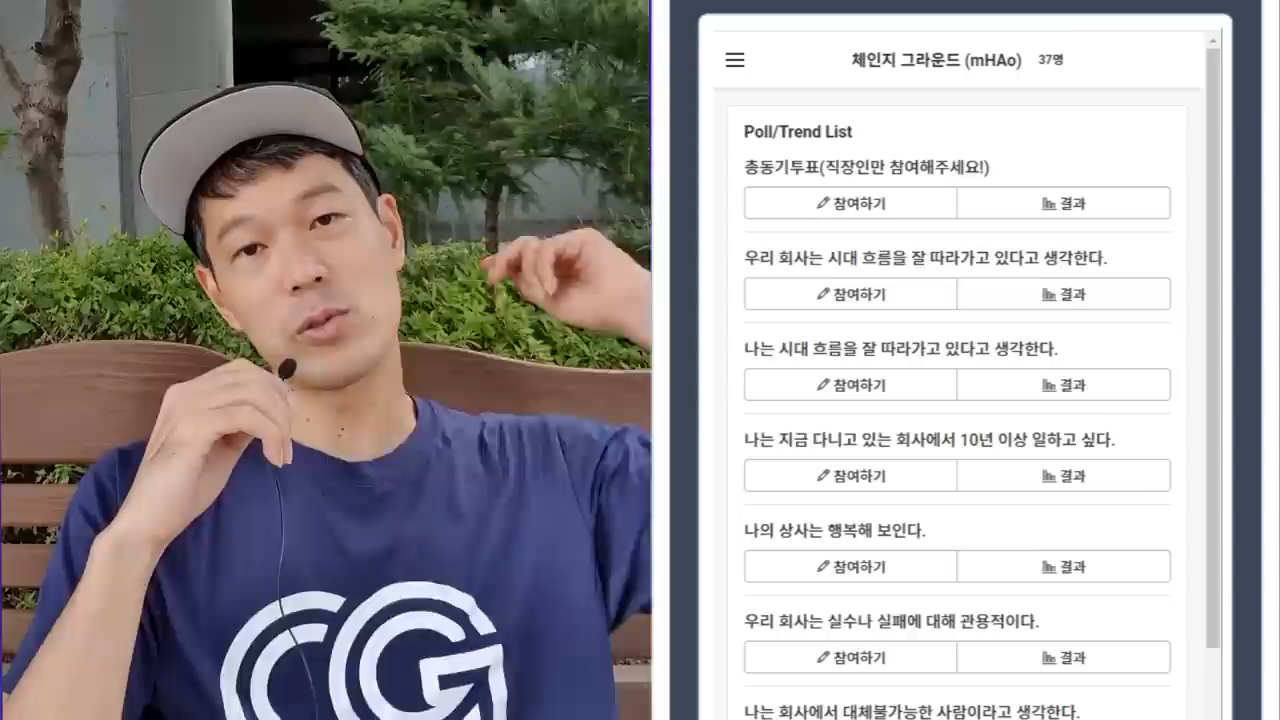 체인지 그라운드 (mHAo) 37명
Poll/Trend List
총동기투표(직장인만 참여해주세요!)
참여하기 결과
우리 회사는 시대 흐름을 잘 따라가고 있다고 생각한다.
참여하기 결과
나는 시대 흐름을 잘 따라가고 있다고 생각한다.
참여하기 결과
나는 지금 다니고 있는 회사에서 10년 이상 일하고 싶다.
참여하기 결과
나의 상사는 행복해 보인다.
참여하기 결과
우리 회사는 실수나 실패에 대해 관용적이다.
참여하기 결과
나는 회사에서 대체불가능한 사람이라고 생각한다.
CG